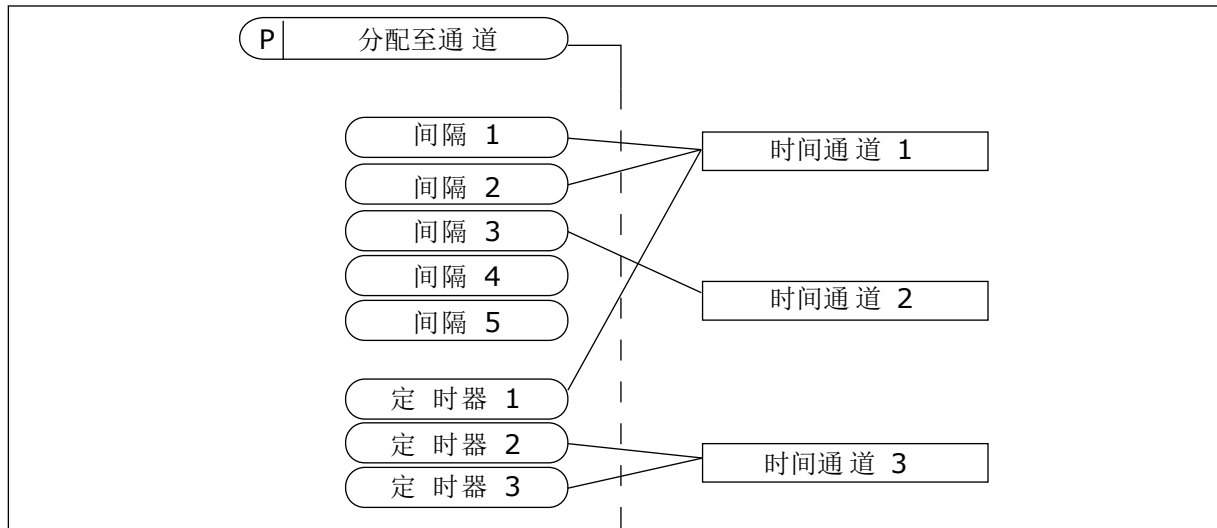 P 分配至通道
间隔 1
时间通道 1
间隔 2
间隔 3
间隔 4
时间通道 2
间隔 5
定时器 1
定时器 2
定时器 3
时间通道 3